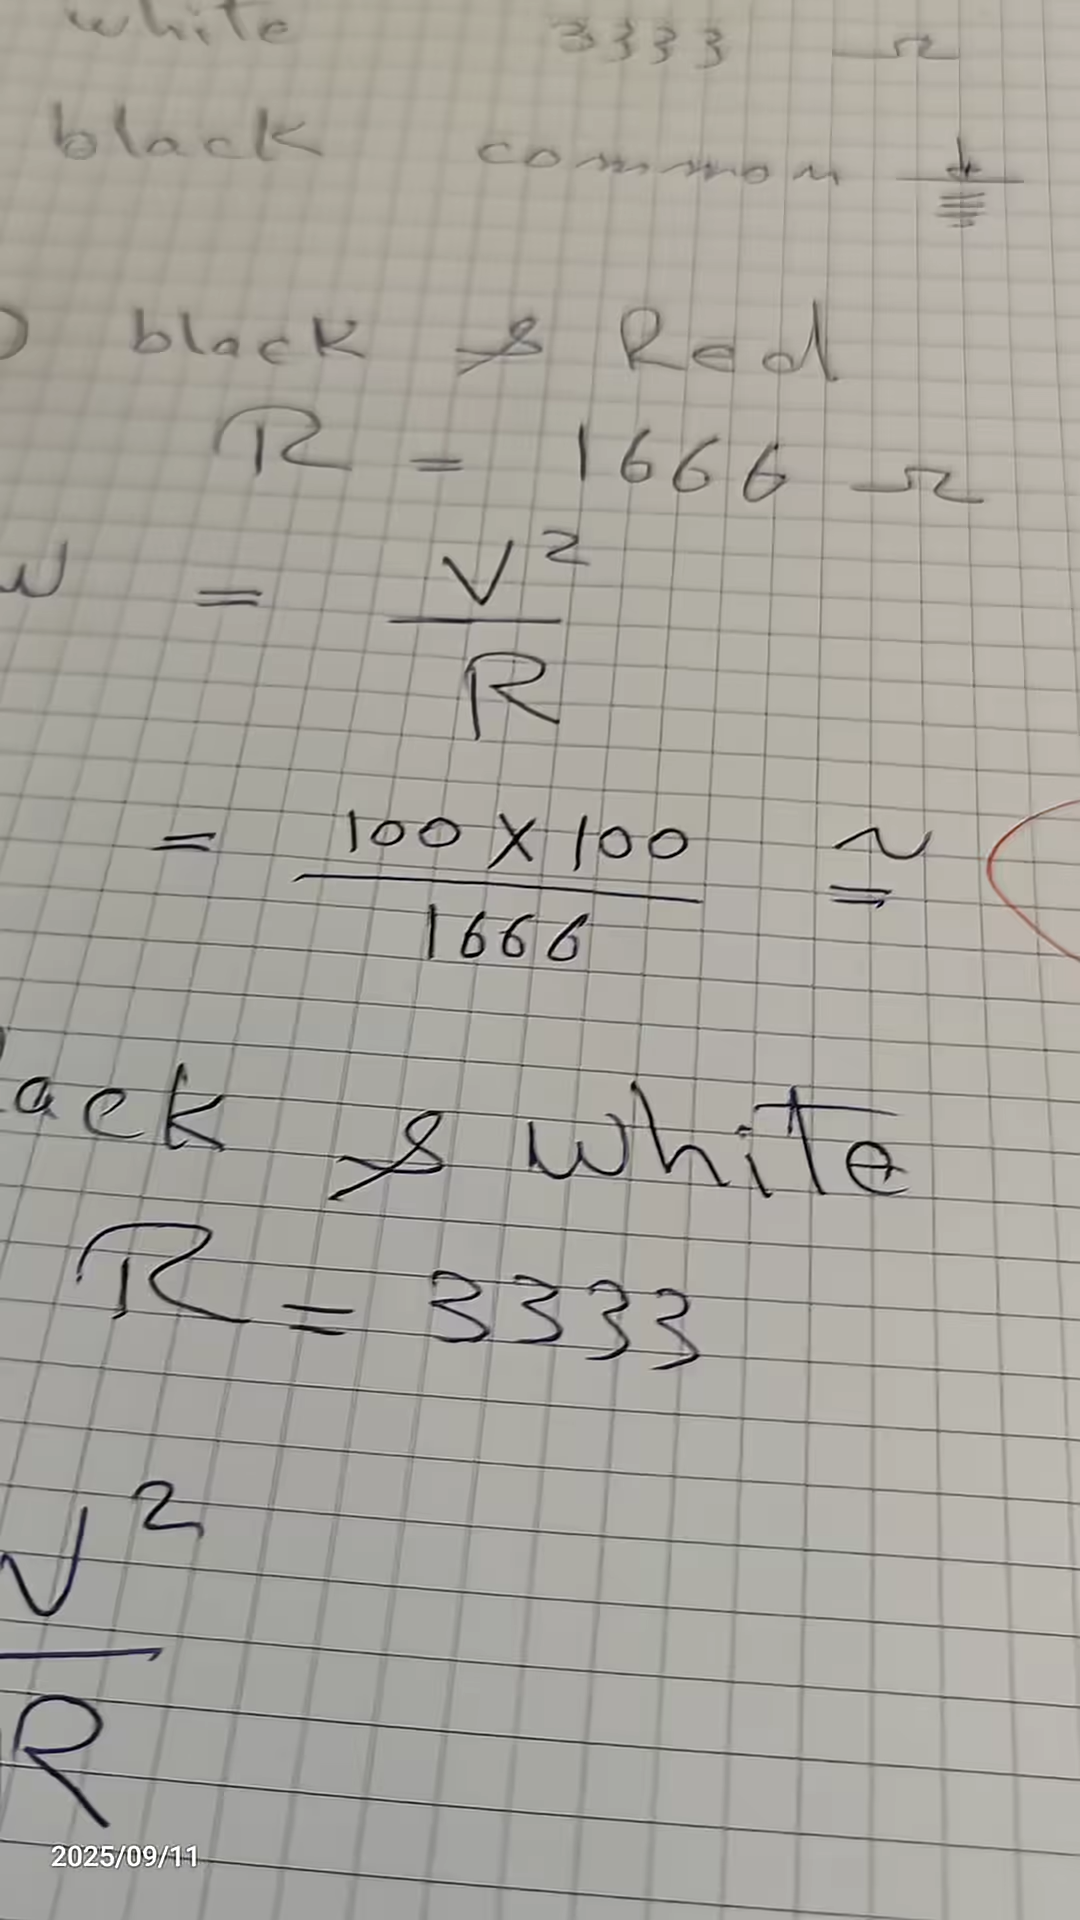 white 3333 Ω
black common
black & Red
R = 1666 Ω
W = V²
R
= 100 X 100 ≅
1666
ack & white
R = 3333
V²
R
2025/09/11